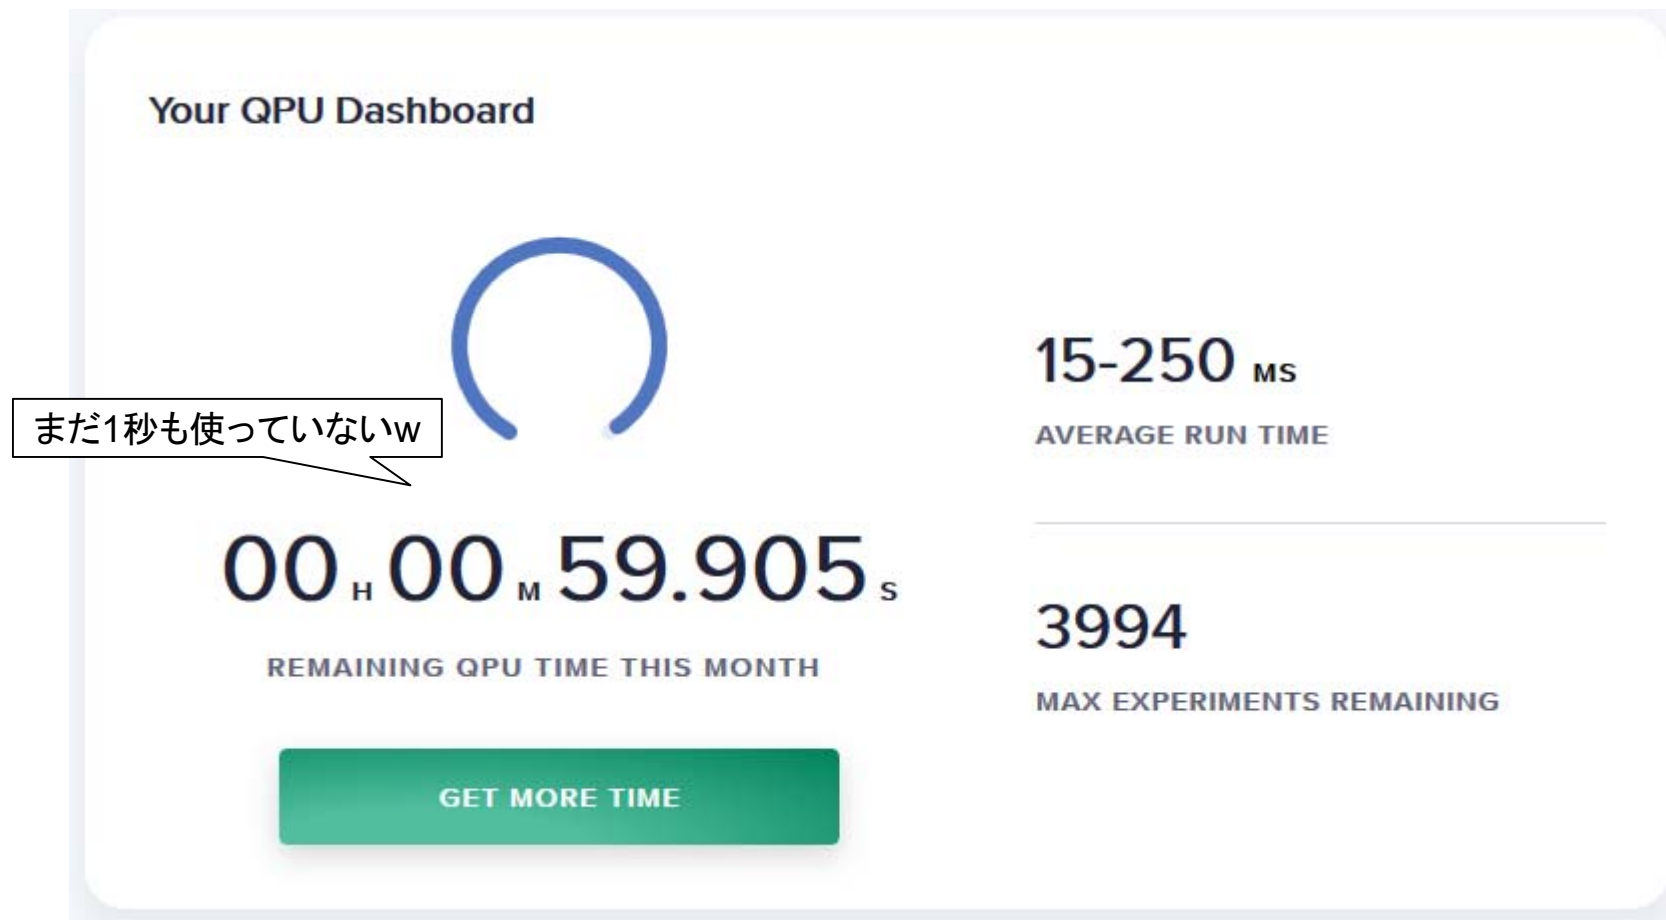 Your QPU Dashboard
まだ1秒も使っていないw
00 H 00 M 59.905 S
REMAINING QPU TIME THIS MONTH
GET MORE TIME
15-250 MS
AVERAGE RUN TIME
3994
MAX EXPERIMENTS REMAINING